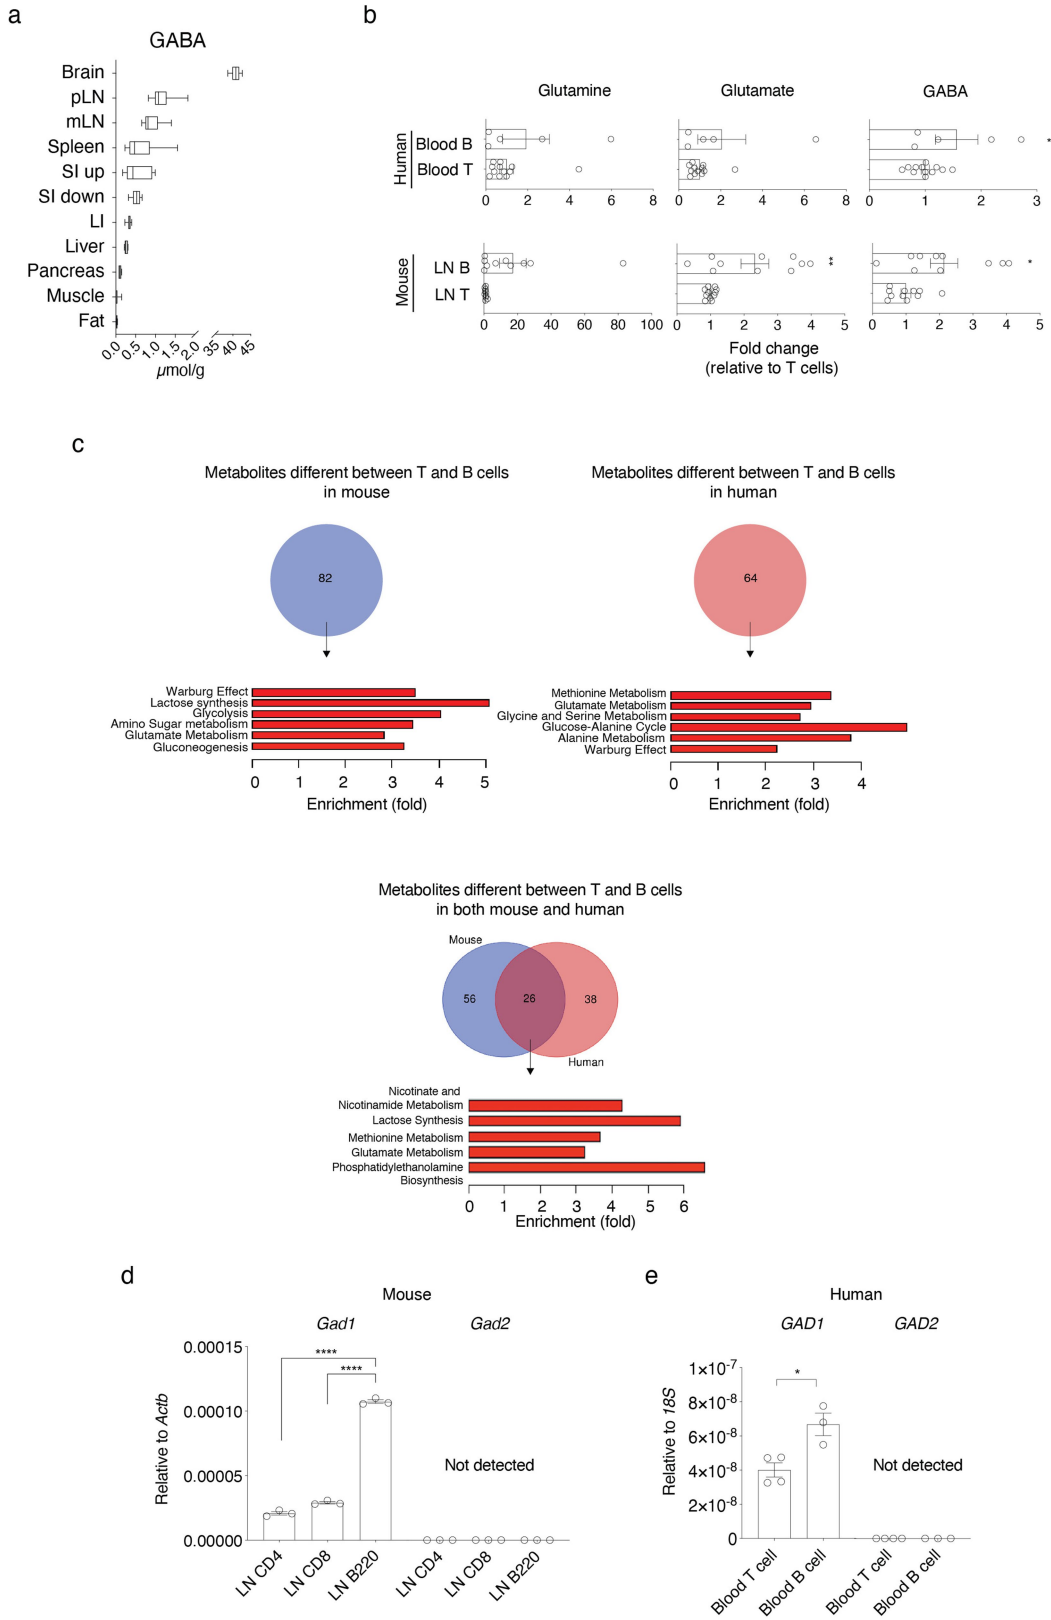 a
GABA
Brain
pLN
mLN
Spleen
SI up
SI down
LI
Liver
Pancreas
Muscle
Fat
0.0 0.5 1.0 1.5 2.0 35 40 45
µmol/g
b
Glutamine Glutamate GABA
Human
Blood B
*
Blood T
0 2 4 6 8 0 2 4 6 8 0 1 2 3
Mouse
LN B
**
*
LN T
0 20 40 60 80 100 0 1 2 3 4 5 0 1 2 3 4 5
Fold change
(relative to T cells)
c
Metabolites different between T and B cells
in mouse
82
Warburg Effect
Lactose synthesis
Glycolysis
Amino Sugar metabolism
Glutamate Metabolism
Gluconeogenesis
0 1 2 3 4 5
Enrichment (fold)
Metabolites different between T and B cells
in human
64
Methionine Metabolism
Glutamate Metabolism
Glycine and Serine Metabolism
Glucose-Alanine Cycle
Alanine Metabolism
Warburg Effect
0 1 2 3 4
Enrichment (fold)
Metabolites different between T and B cells
in both mouse and human
Mouse
56 26 38
Human
Nicotinate and
Nicotinamide Metabolism
Lactose Synthesis
Methionine Metabolism
Glutamate Metabolism
Phosphatidylethanolamine
Biosynthesis
0 1 2 3 4 5 6
Enrichment (fold)
d
Mouse
Gad1 Gad2
0.00015
0.00010
0.00005
0.00000
Relative to Actb
****
****
Not detected
LN CD4 LN CD8 LN B220 LN CD4 LN CD8 LN B220
e
Human
GAD1 GAD2
1×10-7
8×10-8
6×10-8
4×10-8
2×10-8
0
Relative to 18S
*
Not detected
Blood T cell Blood B cell Blood T cell Blood B cell